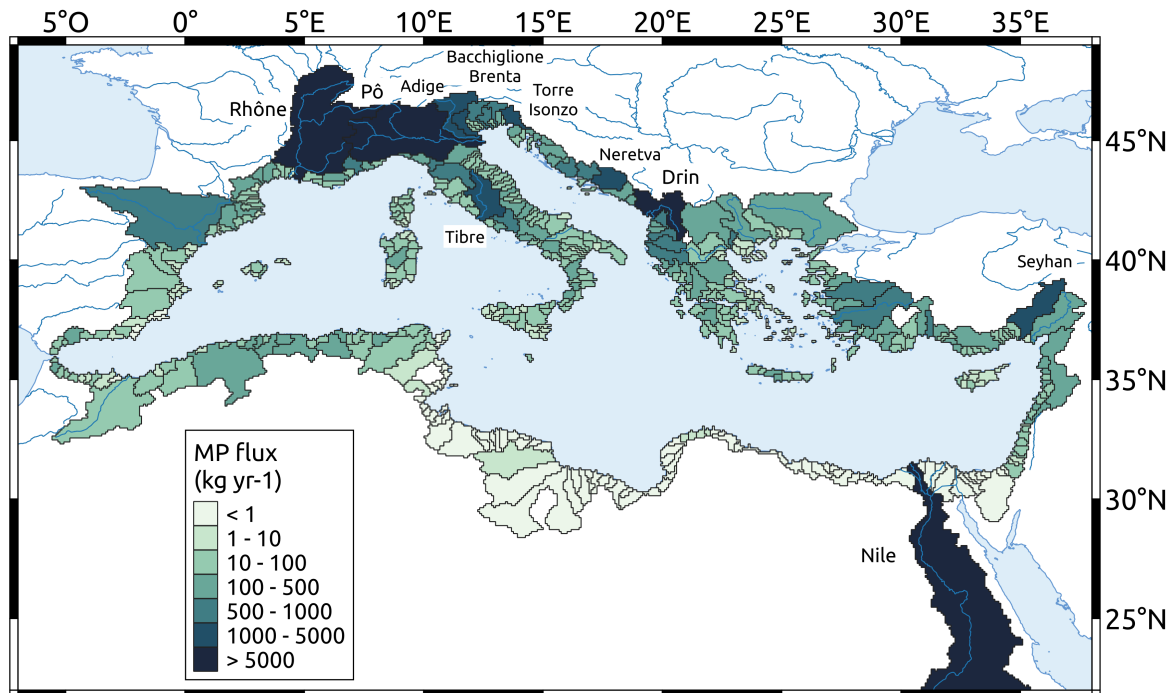 5°O 0° 5°E 10°E 15°E 20°E 25°E 30°E 35°E
Bacchiglione
Brenta
Pô
Adige
Torre
Isonzo
Rhône
45°N
Neretva
Drin
Tibre
40°N
Seyhan
35°N
MP flux
(kg yr-1)
< 1
1 - 10
10 - 100
100 - 500
500 - 1000
1000 - 5000
> 5000
30°N
Nile
25°N